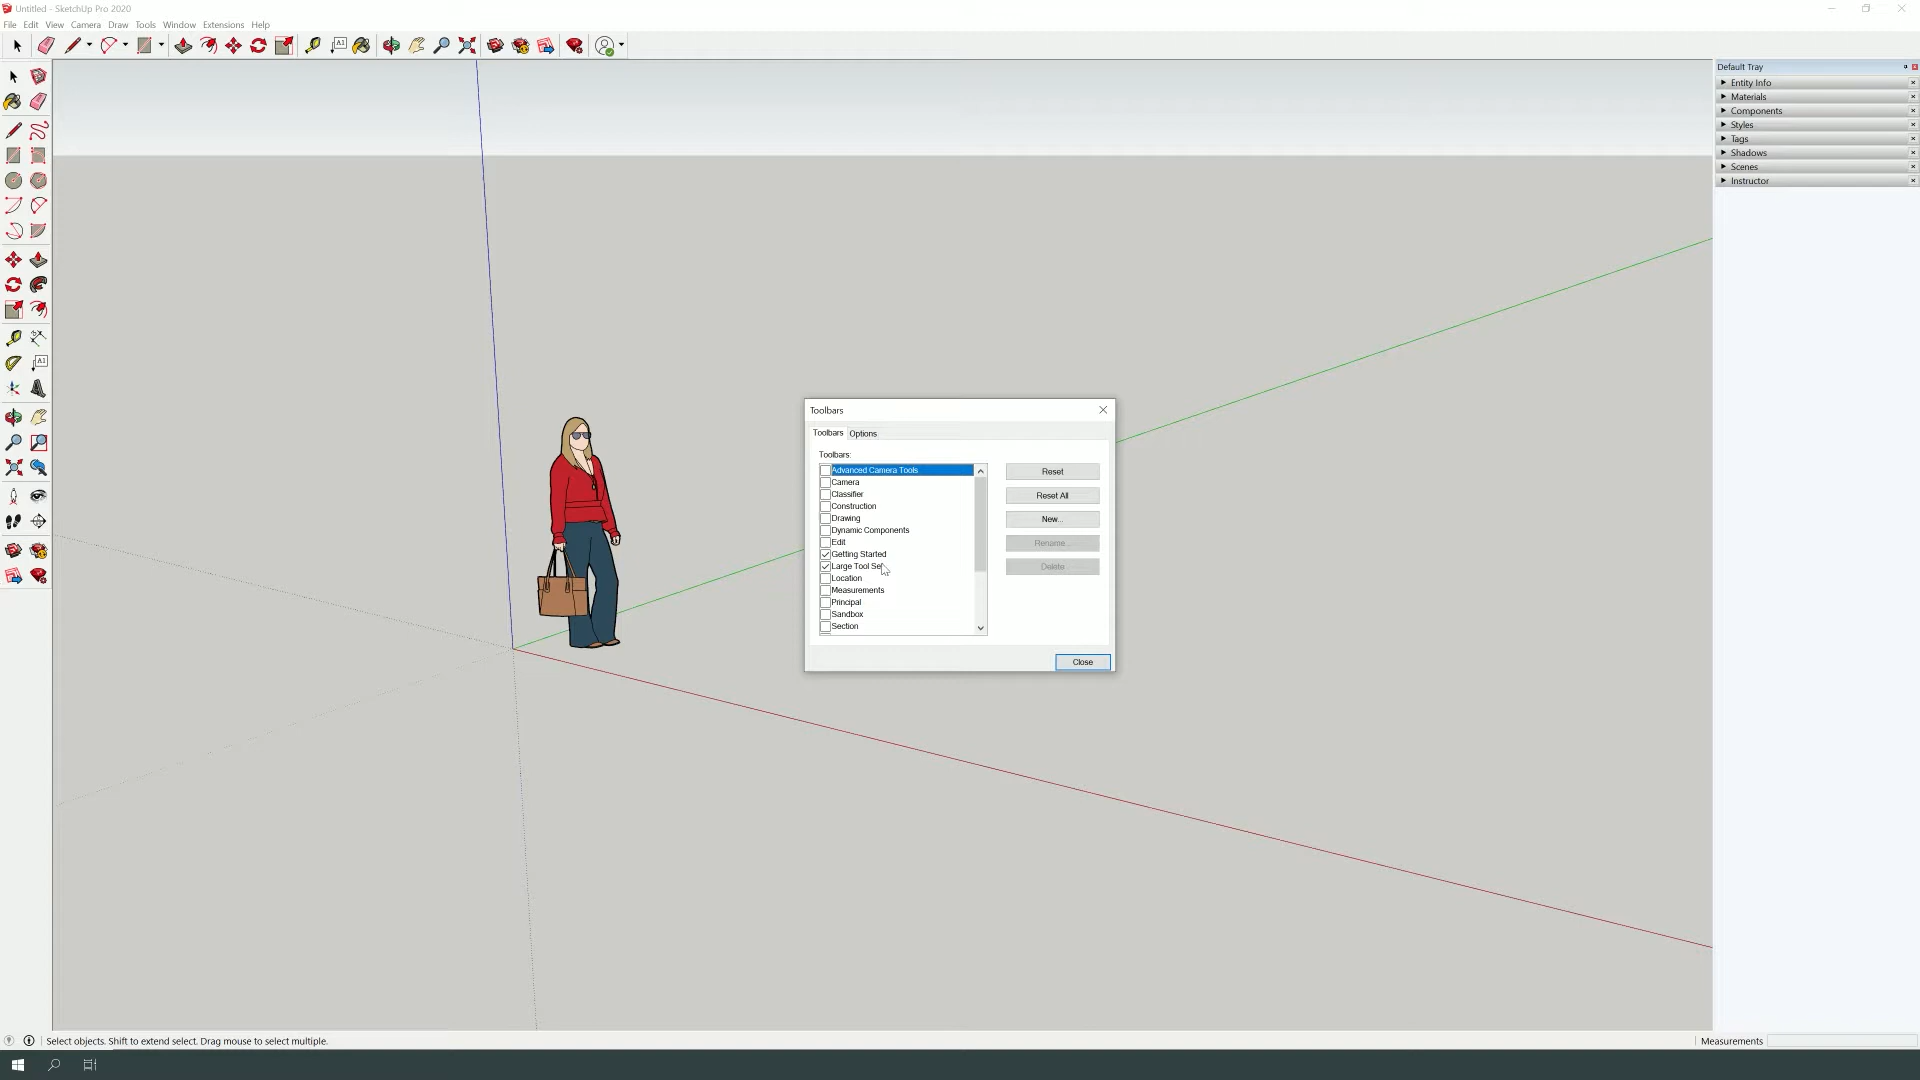 Untitled - SketchUp Pro 2020
File Edit View Camera Draw Tools Window Extensions Help
A1
Default Tray
Entity Info
Materials
Components
Styles
Tags
Shadows
Scenes
Instructor
A1
Toolbars
Toolbars Options
Toolbars:
Advanced Camera Tools
Camera
Classifier
Construction
Drawing
Dynamic Components
Edit
Getting Started
Large Tool Set
Location
Measurements
Principal
Sandbox
Section
Reset
Reset All
New...
Rename...
Delete
Close
Select objects. Shift to extend select. Drag mouse to select multiple.
Measurements